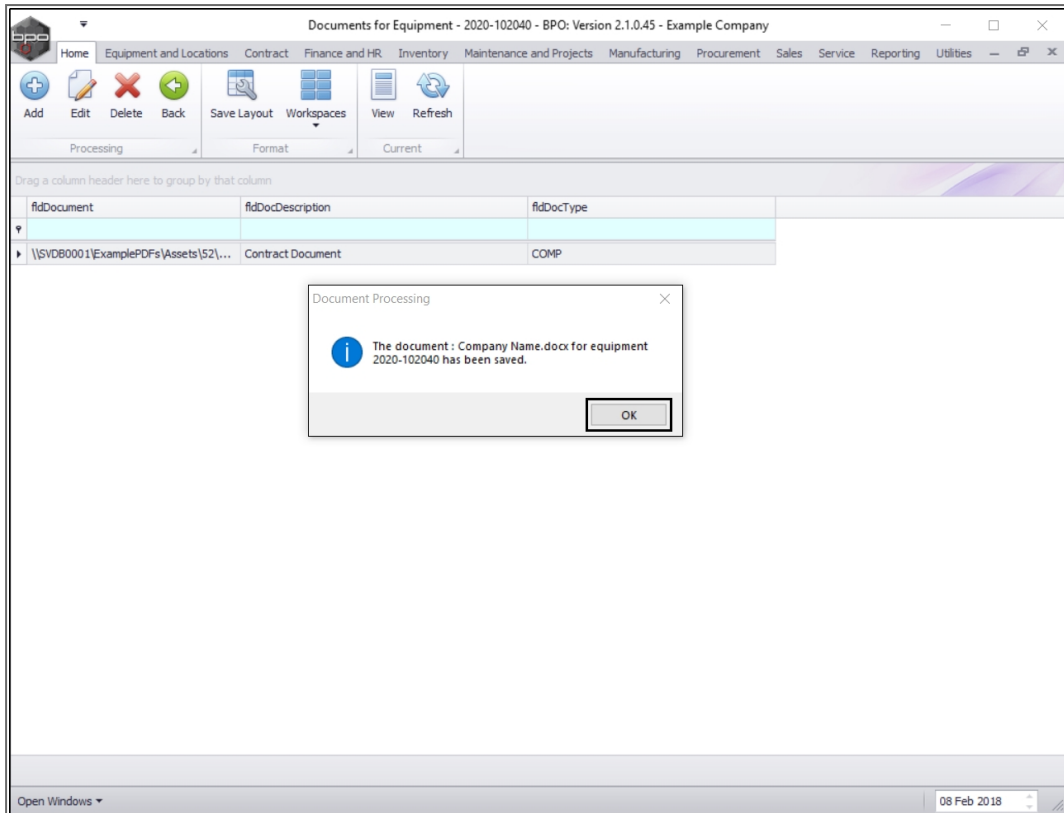 Documents for Equipment - 2020-102040 - BPO: Version 2.1.0.45 - Example Company
bpo
Home Equipment and Locations Contract Finance and HR Inventory Maintenance and Projects Manufacturing Procurement Sales Service Reporting Utilities
Add Edit Delete Back Save Layout Workspaces View Refresh
Processing Format Current
Drag a column header here to group by that column
fldDocument fldDocDescription fldDocType
\\SVDB0001\ExamplePDFs\Assets\52\... Contract Document COMP
Document Processing
The document : Company Name.docx for equipment
2020-102040 has been saved.
OK
Open Windows 08 Feb 2018